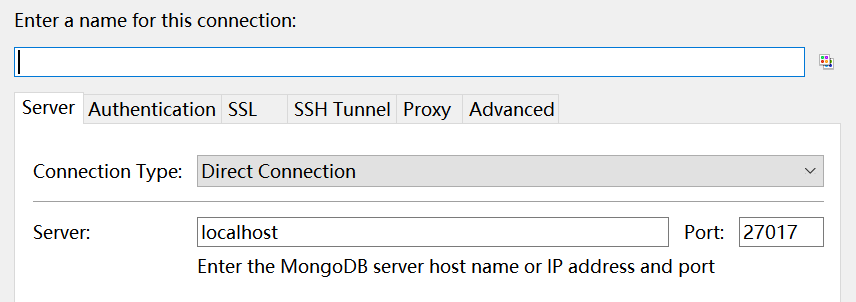 Enter a name for this connection:
Server Authentication SSL SSH Tunnel Proxy Advanced
Connection Type: Direct Connection
Server: localhost Port: 27017
Enter the MongoDB server host name or IP address and port